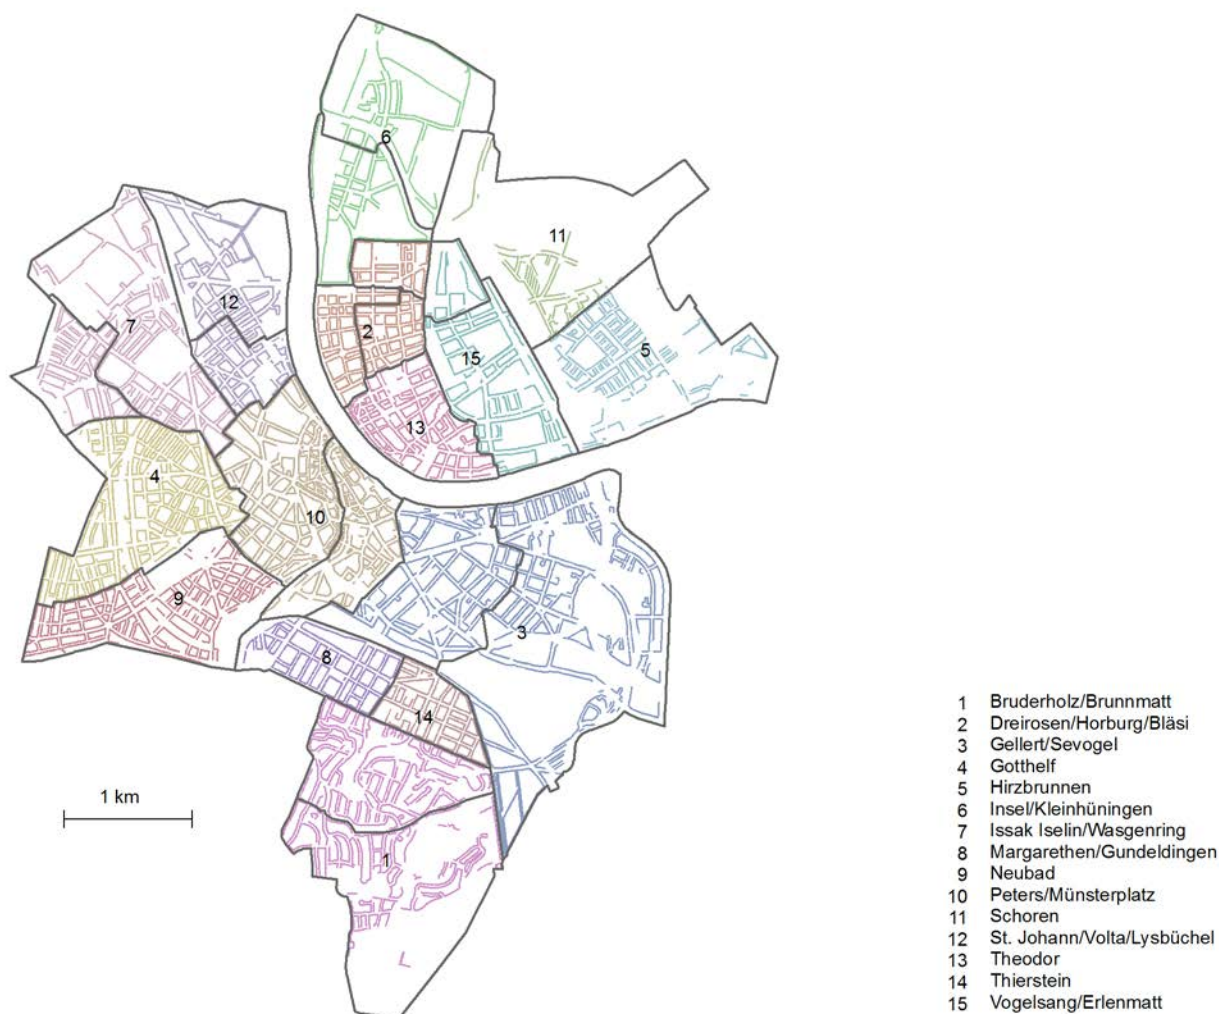 6
11
12
7
2
15
5
13
4
10
9
3
8
14
1 km
1
1 Bruderholz/Brunnmatt
2 Dreirosen/Horburg/Bläsi
3 Gellert/Sevogel
4 Gotthelf
5 Hirzbrunnen
6 Insel/Kleinhüningen
7 Issak Iselin/Wasgenring
8 Margarethen/Gundeldingen
9 Neubad
10 Peters/Münsterplatz
11 Schoren
12 St. Johann/Volta/Lysbüchel
13 Theodor
14 Thierstein
15 Vogelsang/Erlenmatt